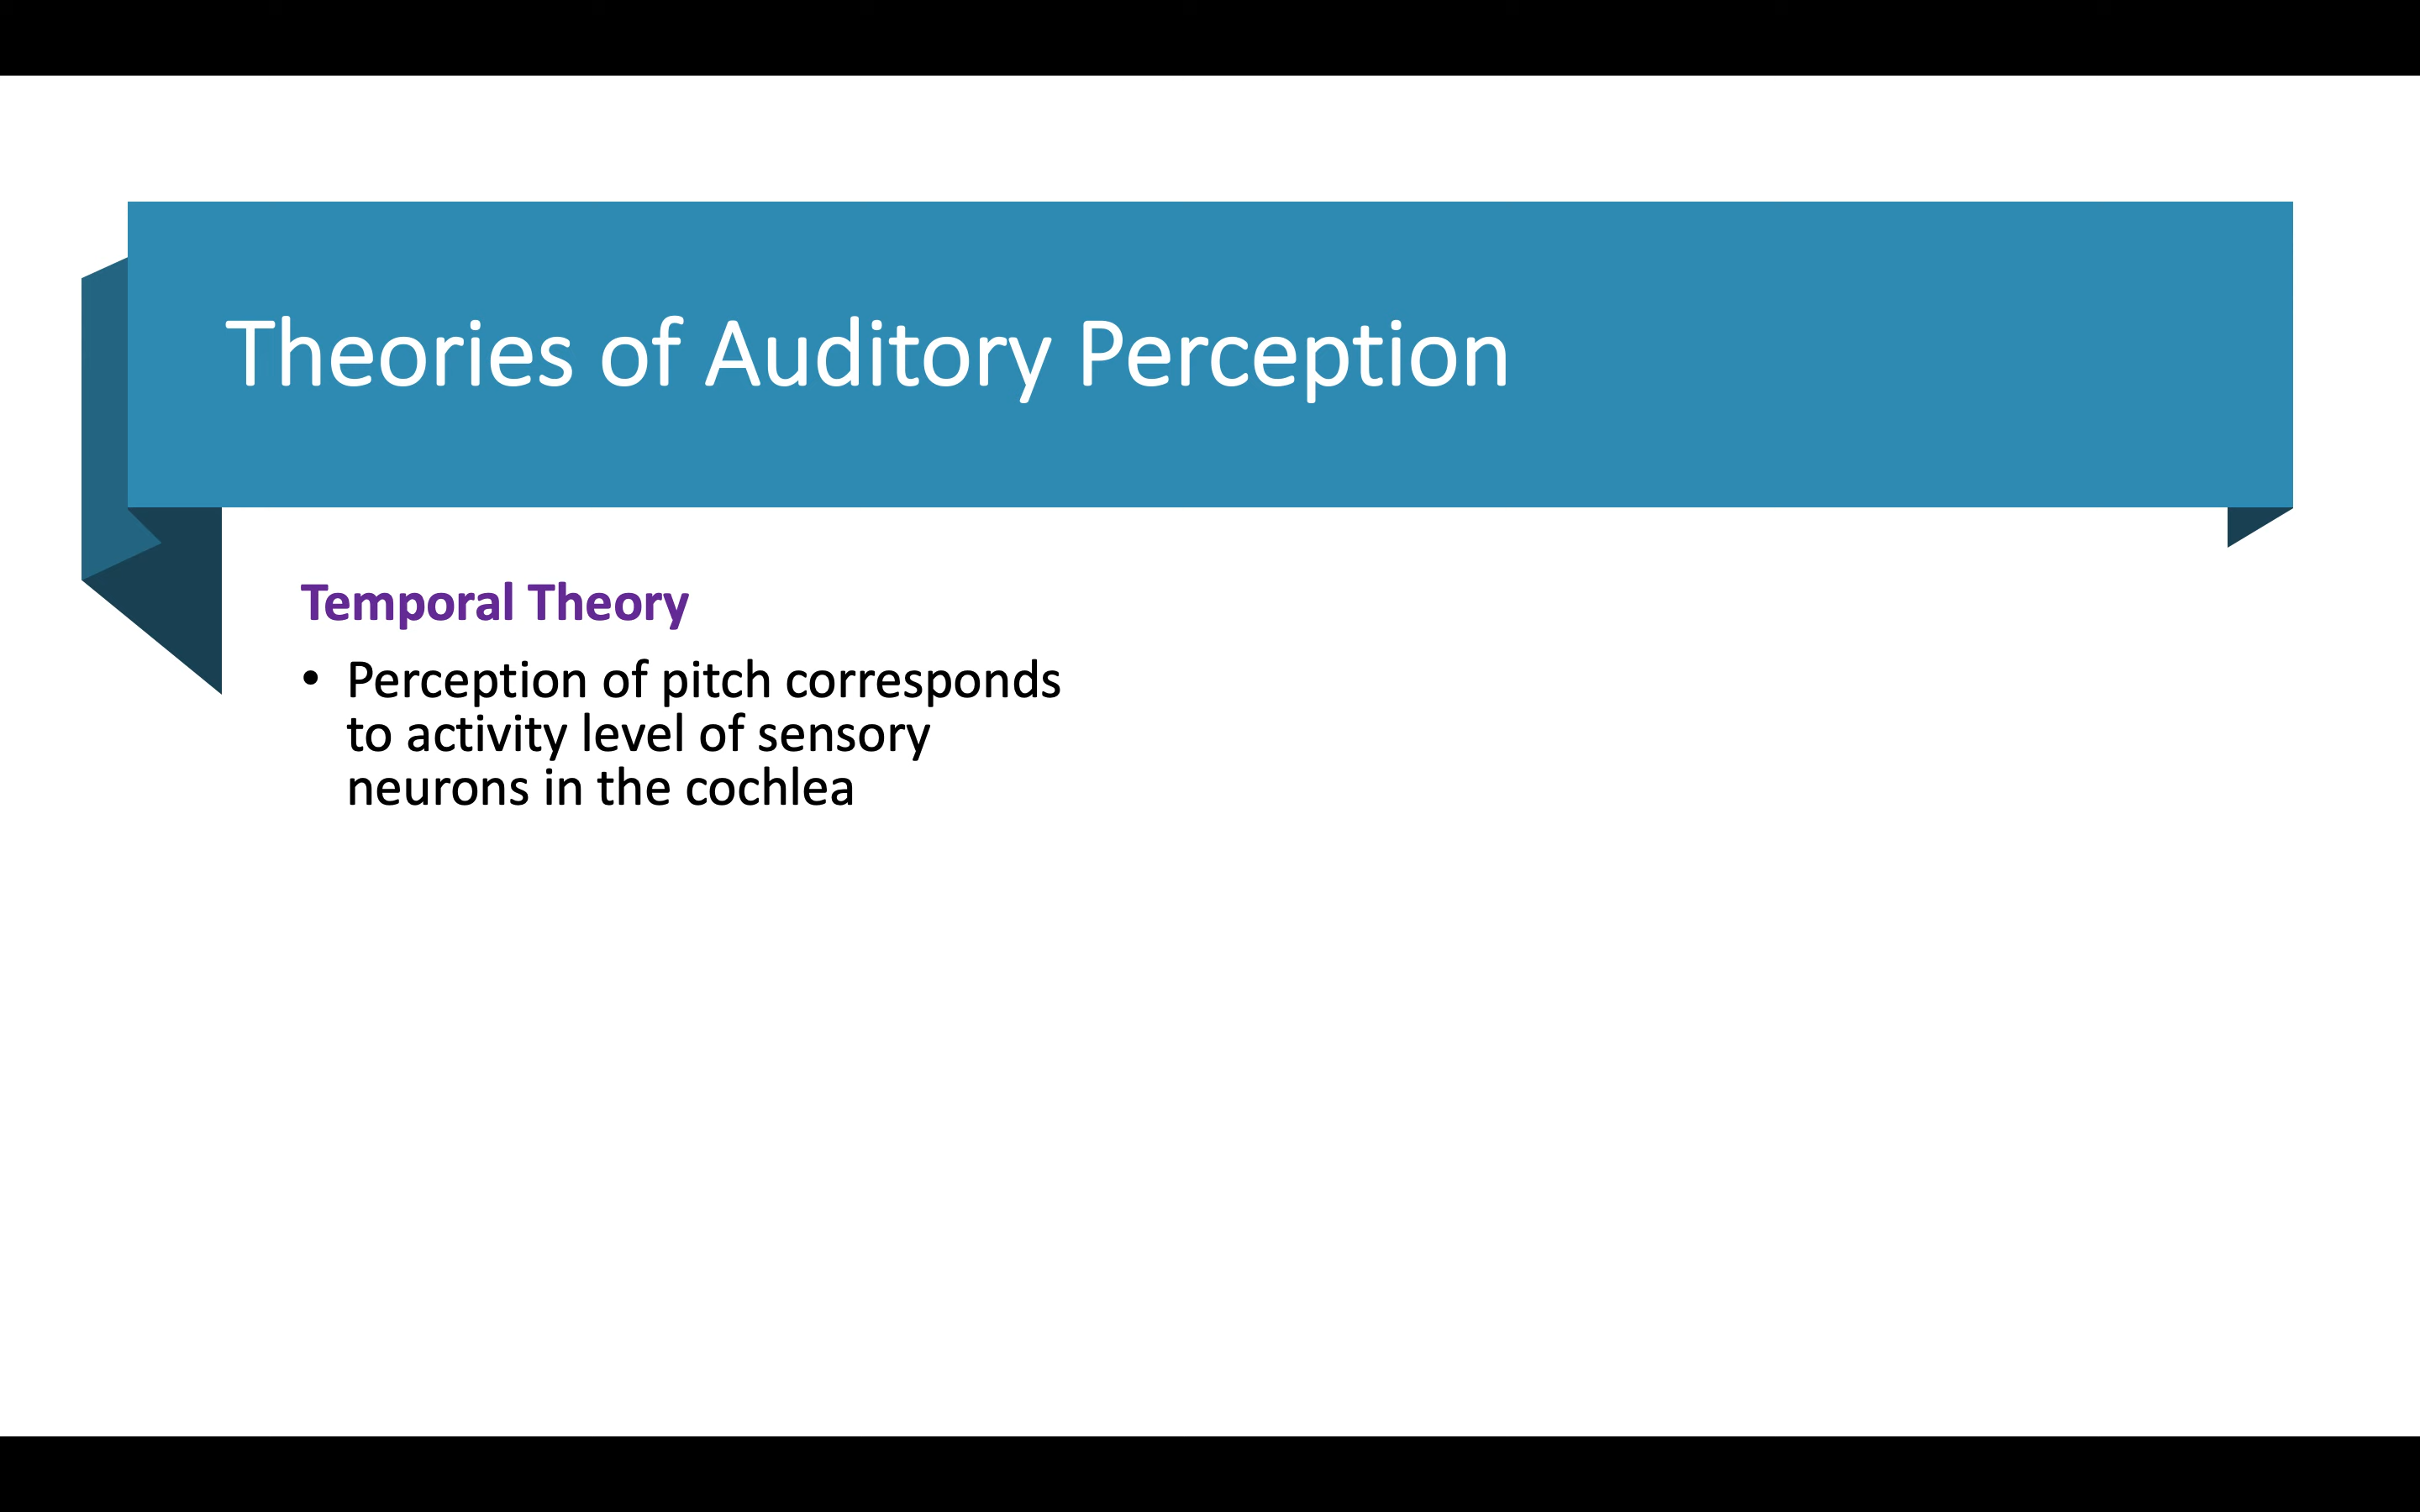 Theories of Auditory Perception
Temporal Theory
• Perception of pitch corresponds
to activity level of sensory
neurons in the cochlea